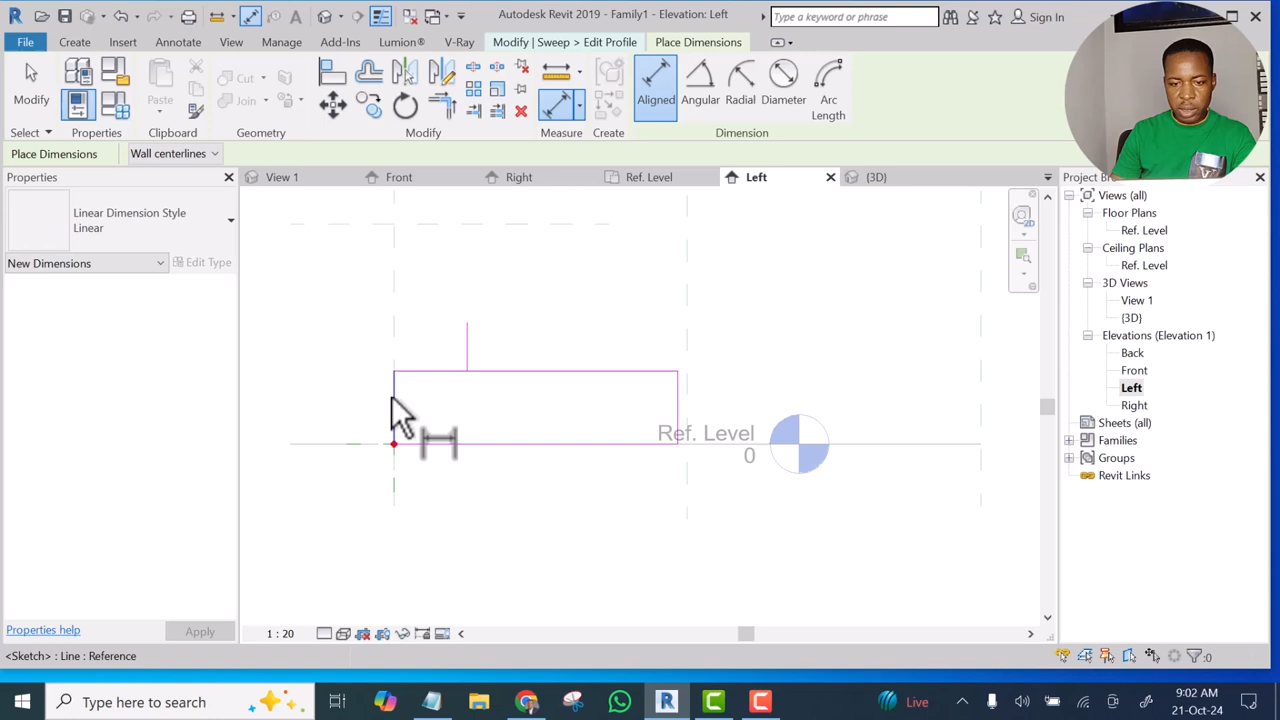 Autodesk Revit 2019 - Family1 - Elevation: Left
Type a keyword or phrase
Sign In
File
Create
Insert
Annotate
View
Manage
Add-Ins
Lumion®
V-Ray
Modify | Sweep > Edit Profile
Place Dimensions
Modify
Paste
Cut
Join
Aligned
Angular
Radial
Diameter
Arc
Length
Select
Properties
Clipboard
Geometry
Modify
Measure
Create
Dimension
Place Dimensions
Wall centerlines
Properties
View 1
Front
Right
Ref. Level
Left
{3D}
Project Br
Linear Dimension Style
Linear
New Dimensions
Edit Type
Views (all)
Floor Plans
Ref. Level
Ceiling Plans
Ref. Level
3D Views
View 1
{3D}
Elevations (Elevation 1)
Back
Front
Left
Right
Sheets (all)
Families
Groups
Revit Links
2D
Ref. Level
0
Properties help
Apply
1 : 20
<Sketch> : Line : Reference
:0
Type here to search
Live
9:02 AM
21-Oct-24